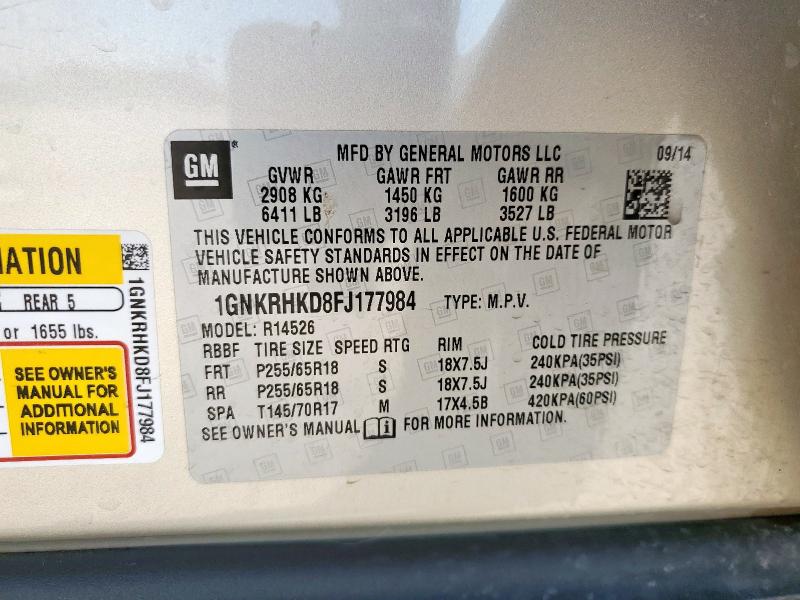 GM
MFD BY GENERAL MOTORS LLC 09/14
GVWR GAWR FRT GAWR RR
2908 KG 1450 KG 1600 KG
6411 LB 3196 LB 3527 LB
THIS VEHICLE CONFORMS TO ALL APPLICABLE U.S. FEDERAL MOTOR
VEHICLE SAFETY STANDARDS IN EFFECT ON THE DATE OF
MANUFACTURE SHOWN ABOVE.
1GNKRHKD8FJ177984 TYPE: M.P.V.
MODEL: R14526
RBBF TIRE SIZE SPEED RTG RIM COLD TIRE PRESSURE
FRT P255/65R18 S 18X7.5J 240KPA(35PSI)
RR P255/65R18 S 18X7.5J 240KPA(35PSI)
SPA T145/70R17 M 17X4.5B 420KPA(60PSI)
SEE OWNER'S MANUAL FOR MORE INFORMATION.
REAR 5
or 1655 lbs.
SEE OWNER'S
MANUAL FOR
ADDITIONAL
INFORMATION
1GNKRHKD8FJ177984